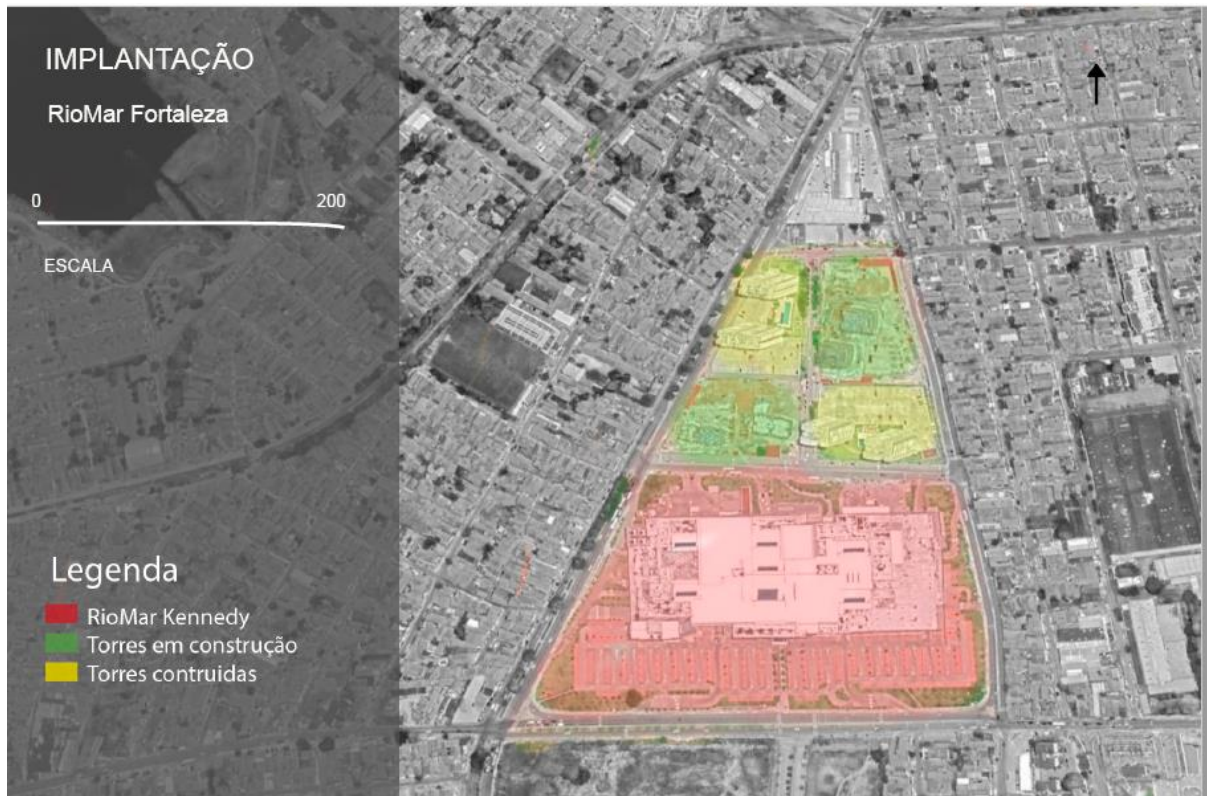 IMPLANTAÇÃO
RioMar Fortaleza
0 200
ESCALA
Legenda
RioMar Kennedy
Torres em construção
Torres contruidas